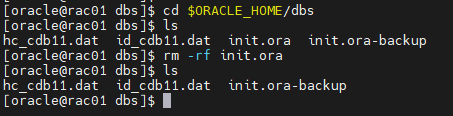 [oracle@rac01 dbs]$ cd $ORACLE_HOME/dbs
[oracle@rac01 dbs]$ ls
hc_cdb11.dat  id_cdb11.dat  init.ora  init.ora-backup
[oracle@rac01 dbs]$ rm -rf init.ora
[oracle@rac01 dbs]$ ls
hc_cdb11.dat  id_cdb11.dat  init.ora-backup
[oracle@rac01 dbs]$